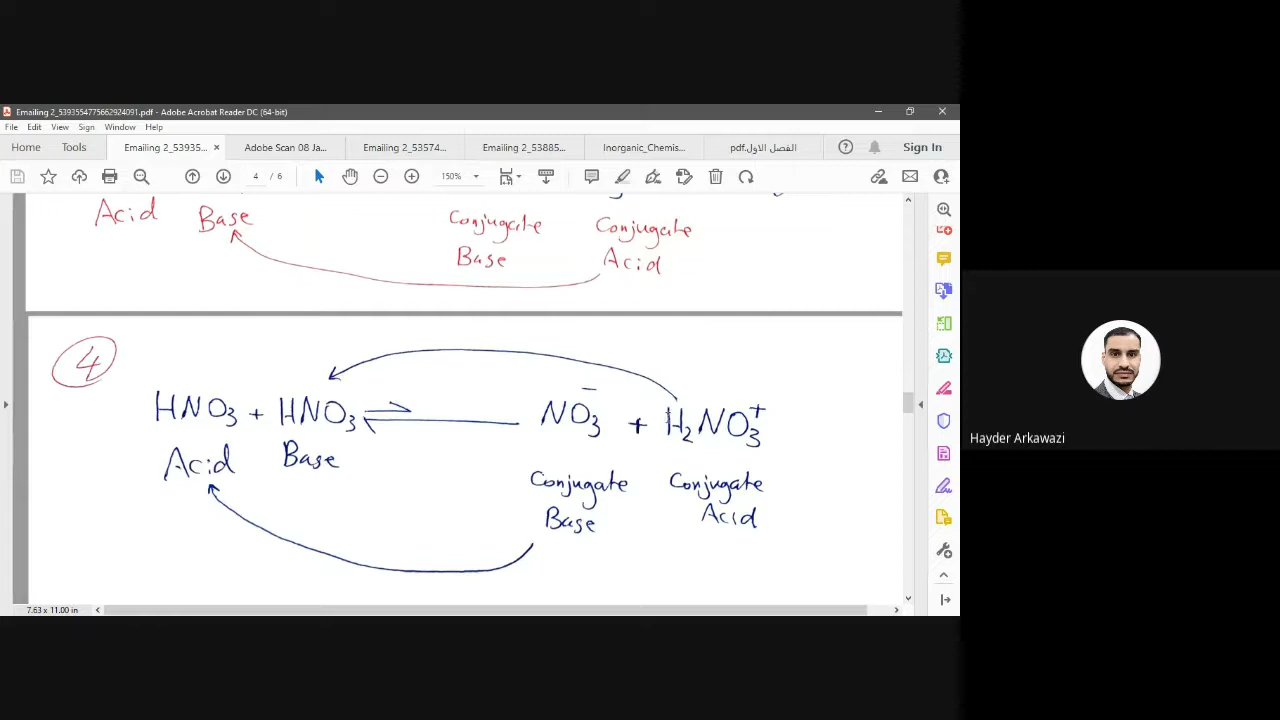 Emailing 2_5393554775662924091.pdf - Adobe Acrobat Reader DC (64-bit)
File Edit View Sign Window Help
Home Tools Emailing 2_53935... × Adobe Scan 08 Ja... Emailing 2_53574... Emailing 2_53885... Inorganic_Chemis... الفصل الاول.pdf Sign In
4 / 6 150%
Acid Base Conjugate Base Conjugate Acid
4
HNO3 + HNO3 ⇌ NO3⁻ + H2NO3⁺
Acid Base Conjugate Base Conjugate Acid
7.63 x 11.00 in
Hayder Arkawazi